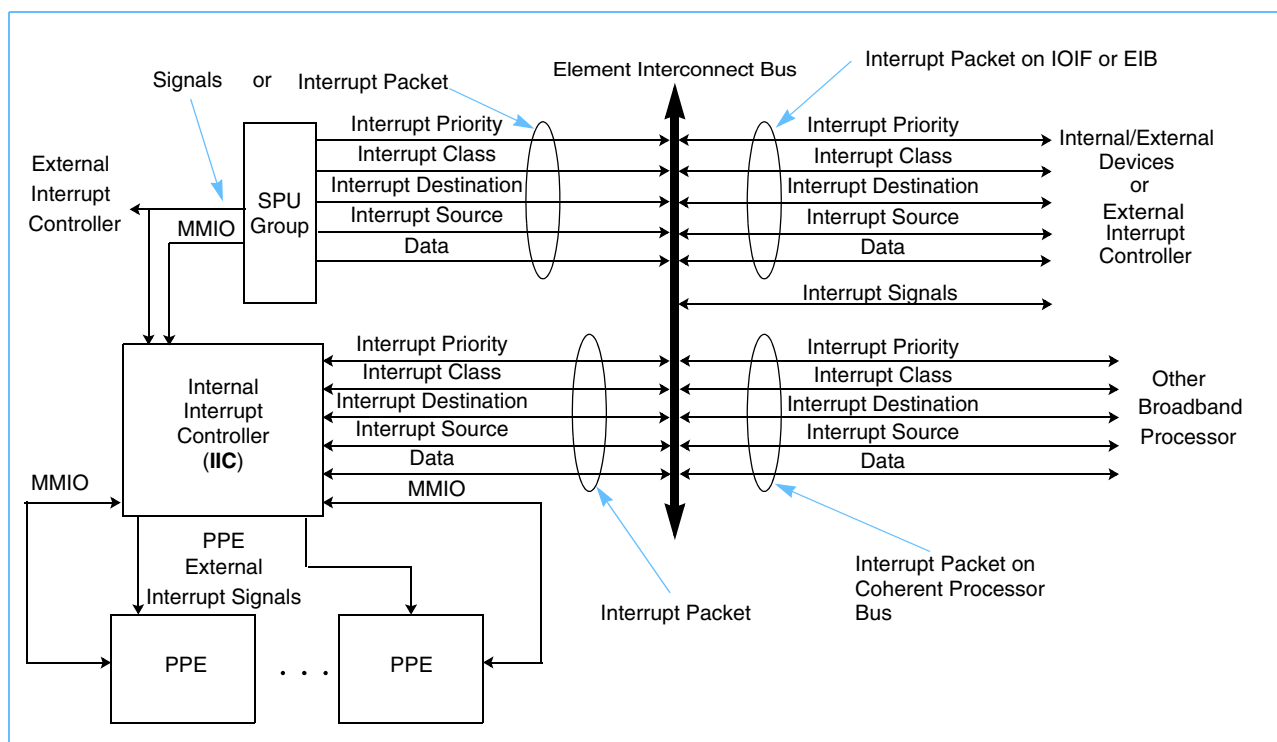 Signals or Interrupt Packet
Element Interconnect Bus
Interrupt Packet on IOIF or EIB
External
Interrupt
Controller
MMIO
SPU
Group
Interrupt Priority
Interrupt Class
Interrupt Destination
Interrupt Source
Data
Interrupt Priority
Interrupt Class
Interrupt Destination
Interrupt Source
Data
Interrupt Signals
Internal/External
Devices
or
External
Interrupt
Controller
Internal
Interrupt
Controller
(IIC)
Interrupt Priority
Interrupt Class
Interrupt Destination
Interrupt Source
Data
MMIO
Interrupt Priority
Interrupt Class
Interrupt Destination
Interrupt Source
Data
Other
Broadband
Processor
MMIO
PPE
External
Interrupt Signals
Interrupt Packet
Interrupt Packet on
Coherent Processor
Bus
PPE
. . .
PPE